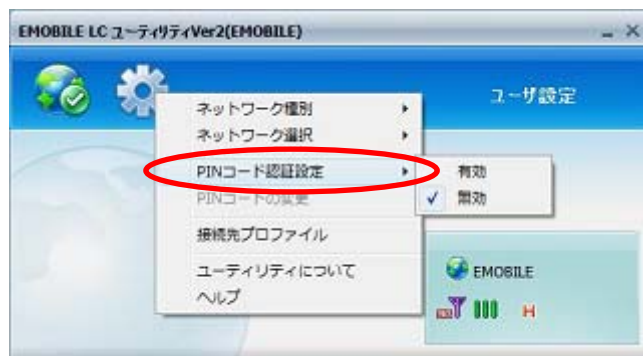 EMOBILE LC ユーティリティVer2(EMOBILE)
ユーザ設定
ネットワーク種別
ネットワーク選択
PINコード認証設定
有効
PINコードの変更
無効
接続先プロファイル
ユーティリティについて
EMOBILE
ヘルプ
H